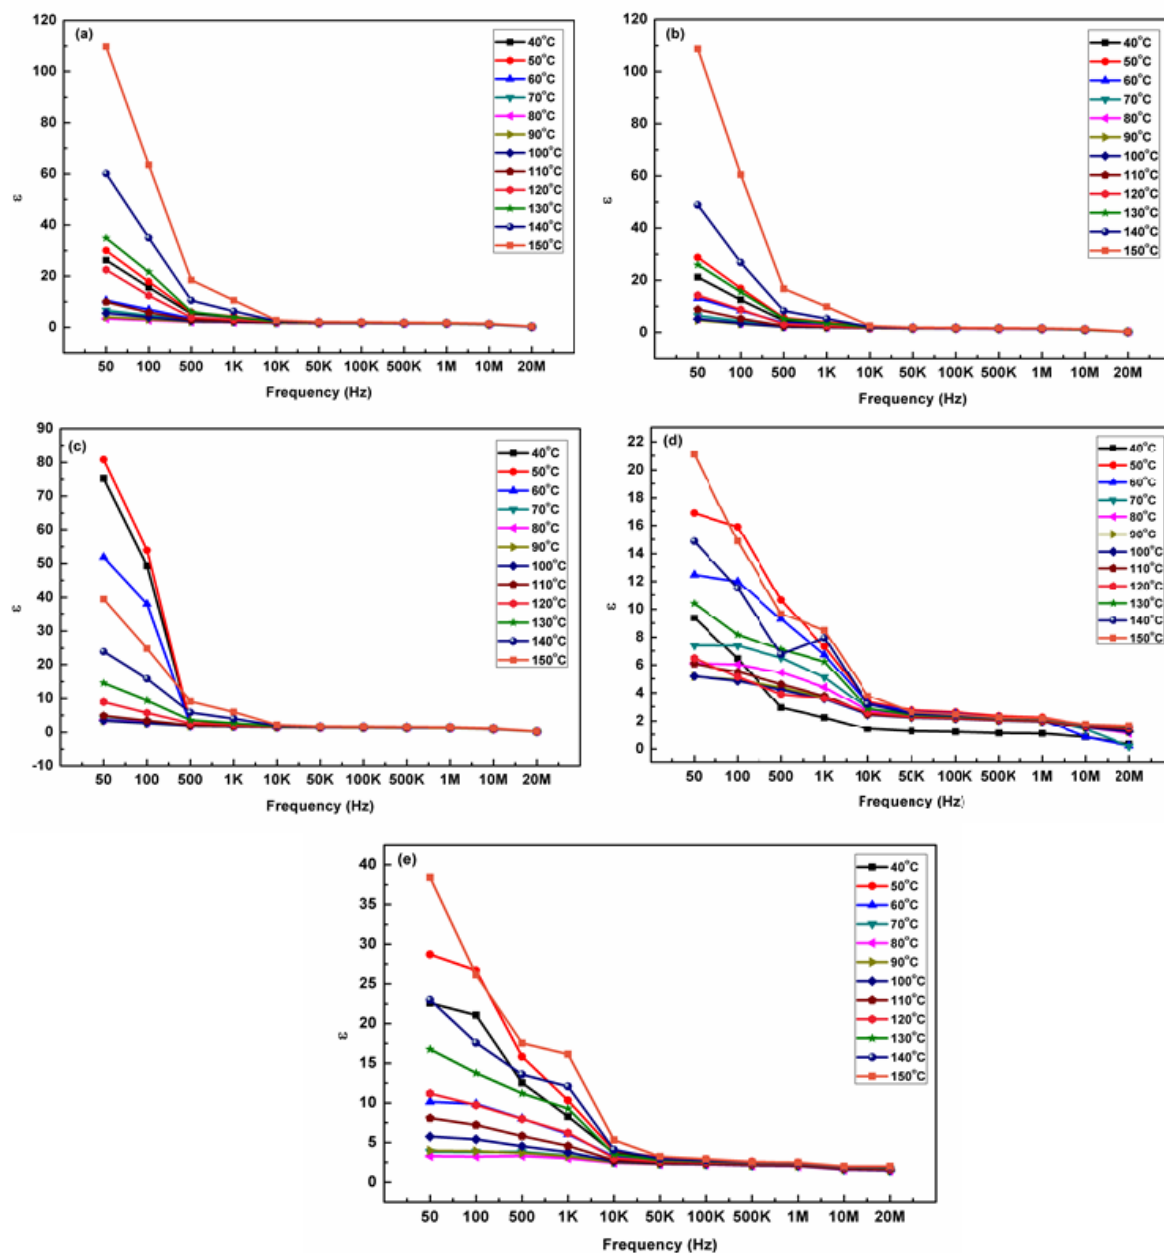 (a)
120
100
80
60
40
20
0
ε
40°C
50°C
60°C
70°C
80°C
90°C
100°C
110°C
120°C
130°C
140°C
150°C
50 100 500 1K 10K 50K 100K 500K 1M 10M 20M
Frequency (Hz)
(b)
120
100
80
60
40
20
0
ε
40°C
50°C
60°C
70°C
80°C
90°C
100°C
110°C
120°C
130°C
140°C
150°C
50 100 500 1K 10K 50K 100K 500K 1M 10M 20M
Frequency (Hz)
(c)
90
80
70
60
50
40
30
20
10
0
-10
ε
40°C
50°C
60°C
70°C
80°C
90°C
100°C
110°C
120°C
130°C
140°C
150°C
50 100 500 1K 10K 50K 100K 500K 1M 10M 20M
Frequency (Hz)
(d)
22
20
18
16
14
12
10
8
6
4
2
0
ε
40°C
50°C
60°C
70°C
80°C
90°C
100°C
110°C
120°C
130°C
140°C
150°C
50 100 500 1K 10K 50K 100K 500K 1M 10M 20M
Frequency (Hz)
(e)
40
35
30
25
20
15
10
5
0
ε
40°C
50°C
60°C
70°C
80°C
90°C
100°C
110°C
120°C
130°C
140°C
150°C
50 100 500 1K 10K 50K 100K 500K 1M 10M 20M
Frequency (Hz)